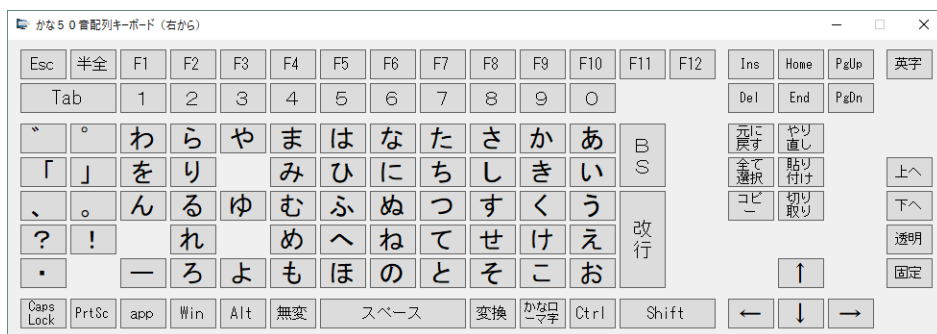 かな５０音配列キーボード（右から）
Esc 半全 F1 F2 F3 F4 F5 F6 F7 F8 F9 F10 F11 F12 Ins Home PgUp 英字
Tab 1 2 3 4 5 6 7 8 9 0 Del End PgDn
゛ ゜ わ ら や ま は な た さ か あ BS 元に戻す やり直し
「 」 を り み ひ に ち し き い 全て選択 貼り付け 上へ
、 。 ん る ゆ む ふ ぬ つ す く う 改行 コピー 切り取り 下へ
？ ！ れ め へ ね て せ け え 透明
・ ー ろ よ も ほ の と そ こ お ↑ 固定
Caps Lock PrtSc app Win Alt 無変 スペース 変換 かなローマ字 Ctrl Shift ← ↓ →